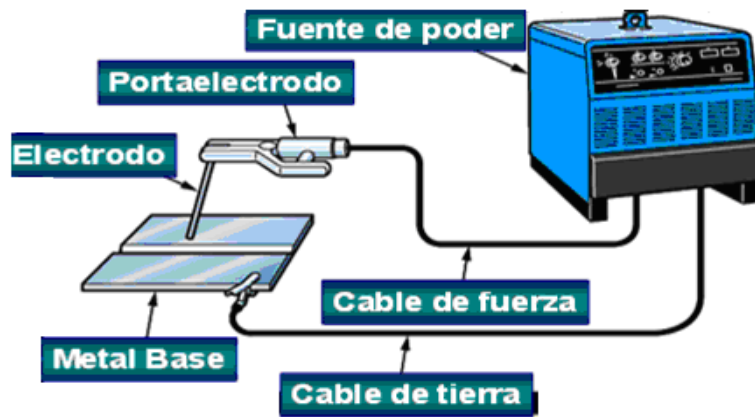 Fuente de poder
Portaelectrodo
Electrodo
Cable de fuerza
Metal Base
Cable de tierra